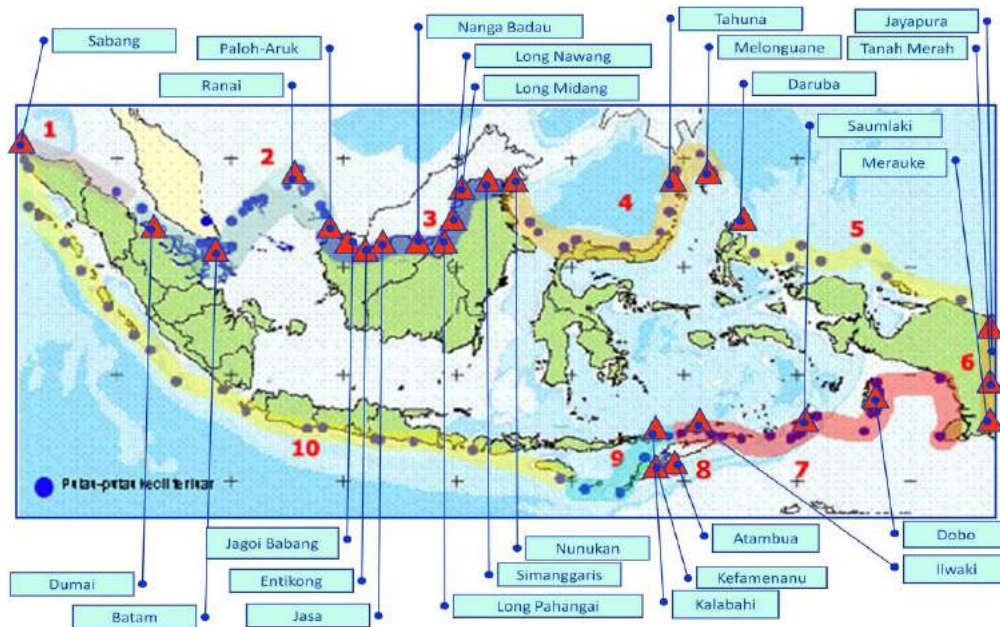 Sabang
Paloh-Aruk
Ranai
Nanga Badau
Long Nawang
Long Midang
Tahuna
Melonguane
Daruba
Jayapura
Tanah Merah
Saumlaki
Merauke
1
2
3
4
5
6
7
8
9
10
Pulau-pulau kecil terluar
Jagoi Babang
Entikong
Jasa
Dumai
Batam
Nunukan
Simanggaris
Long Pahangai
Atambua
Kefamenanu
Kalabahi
Dobo
Ilwaki